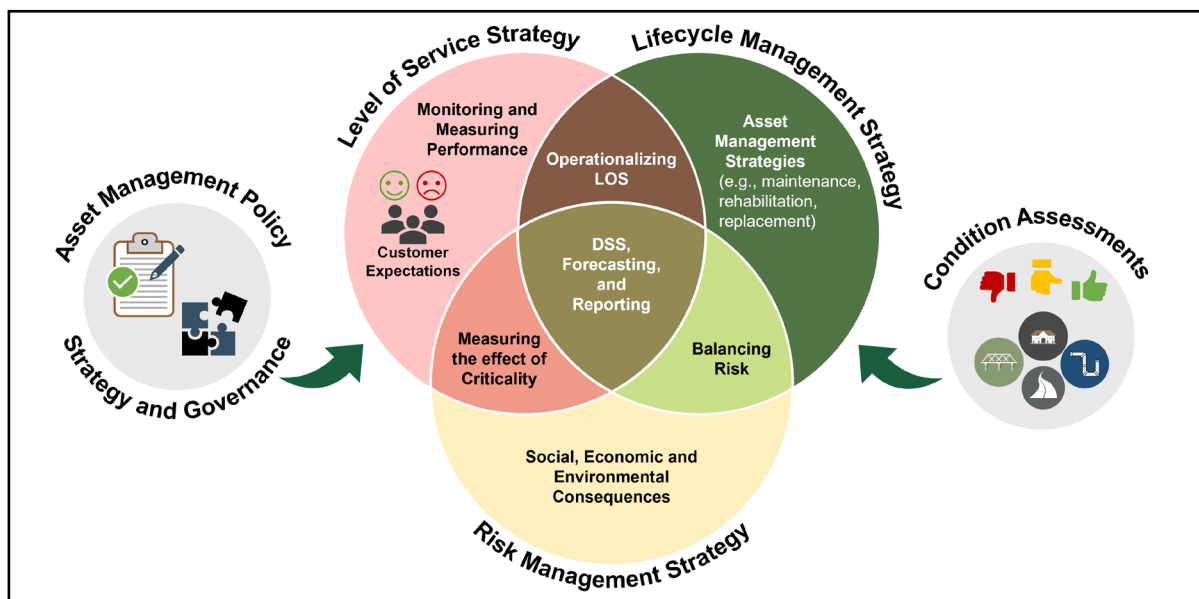 Level of Service Strategy
Lifecycle Management Strategy
Monitoring and
Measuring
Performance
Customer
Expectations
Operationalizing
LOS
Asset
Management
Strategies
(e.g., maintenance,
rehabilitation,
replacement)
DSS,
Forecasting,
and
Reporting
Measuring
the effect of
Criticality
Balancing
Risk
Social, Economic and
Environmental
Consequences
Risk Management Strategy
Asset Management Policy
Strategy and Governance
Condition Assessments